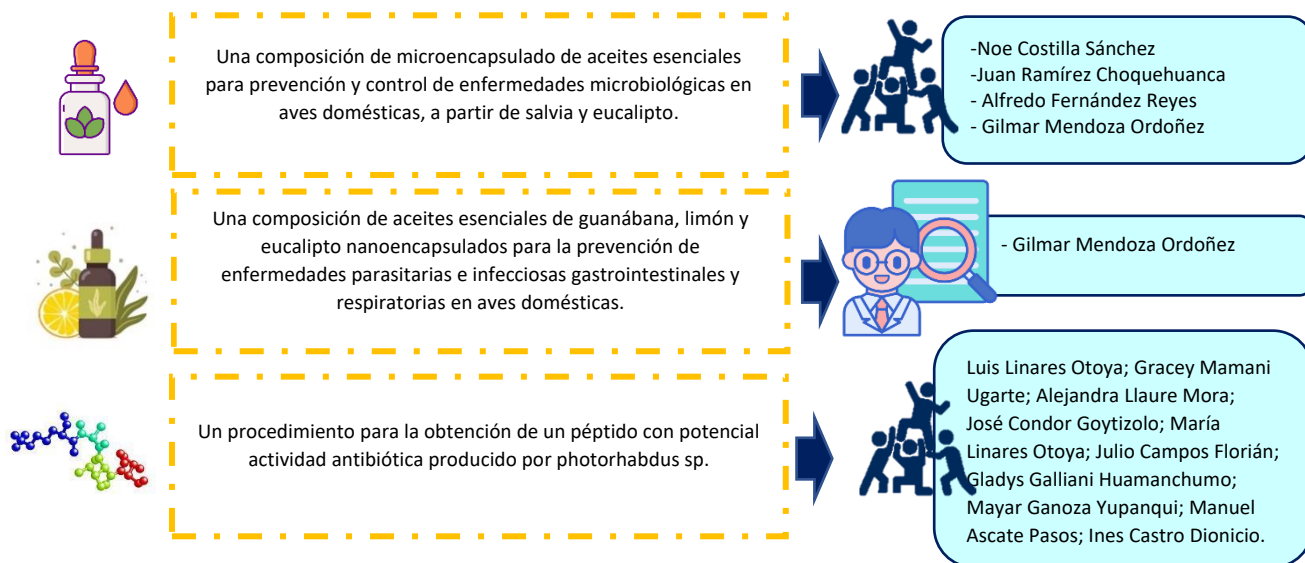 Una composición de microencapsulado de aceites esenciales
para prevención y control de enfermedades microbiológicas en
aves domésticas, a partir de salvia y eucalipto.
-Noe Costilla Sánchez
-Juan Ramírez Choquehuanca
- Alfredo Fernández Reyes
- Gilmar Mendoza Ordoñez
Una composición de aceites esenciales de guanábana, limón y
eucalipto nanoencapsulados para la prevención de
enfermedades parasitarias e infecciosas gastrointestinales y
respiratorias en aves domésticas.
- Gilmar Mendoza Ordoñez
Un procedimiento para la obtención de un péptido con potencial
actividad antibiótica producido por photorhabdus sp.
Luis Linares Otoya; Gracey Mamani
Ugarte; Alejandra Llaure Mora;
José Condor Goytizolo; María
Linares Otoya; Julio Campos Florián;
Gladys Galliani Huamanchumo;
Mayar Ganoza Yupanqui; Manuel
Ascate Pasos; Ines Castro Dionicio.